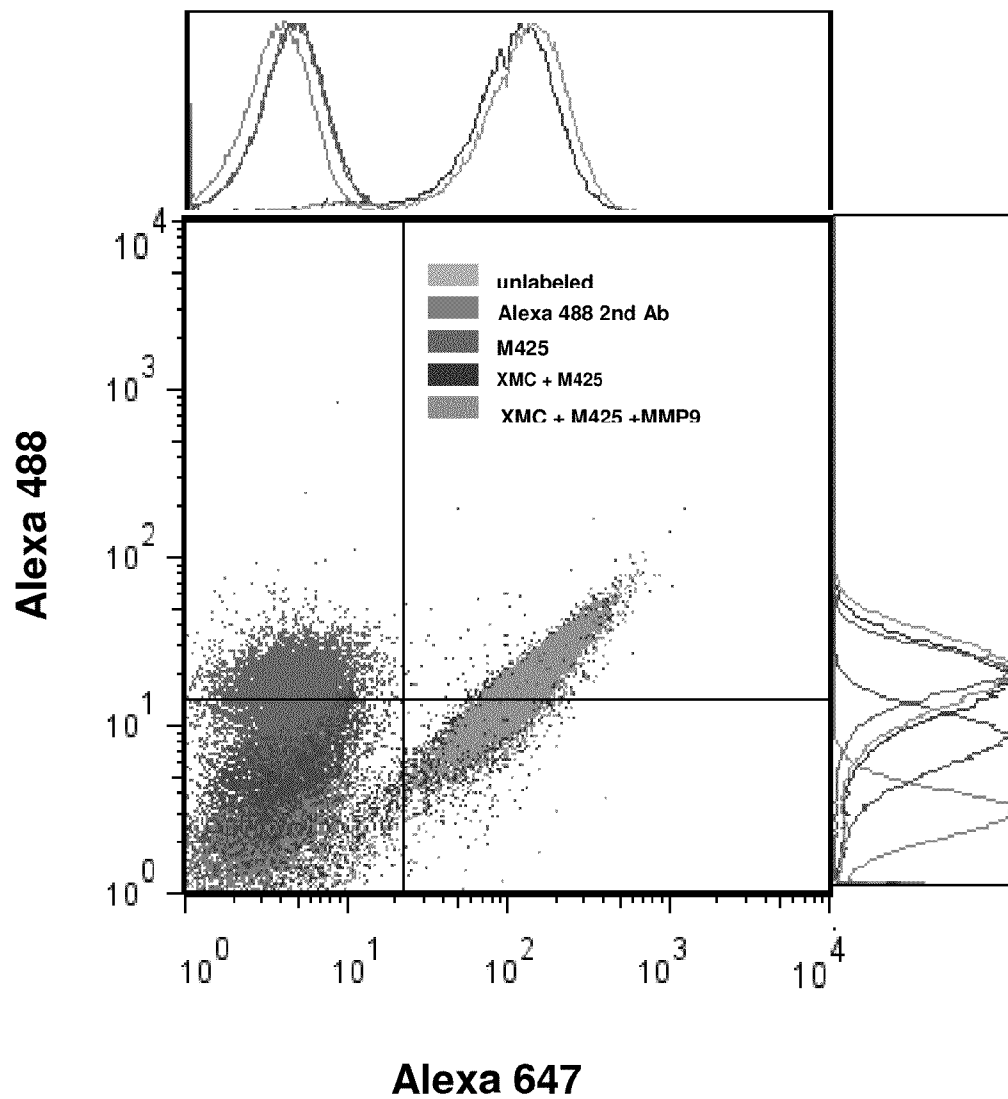 Alexa 488
10^4
10^3
10^2
10^1
10^0
unlabeled
Alexa 488 2nd Ab
M425
XMC + M425
XMC + M425 +MMP9
10^0 10^1 10^2 10^3 10^4
Alexa 647